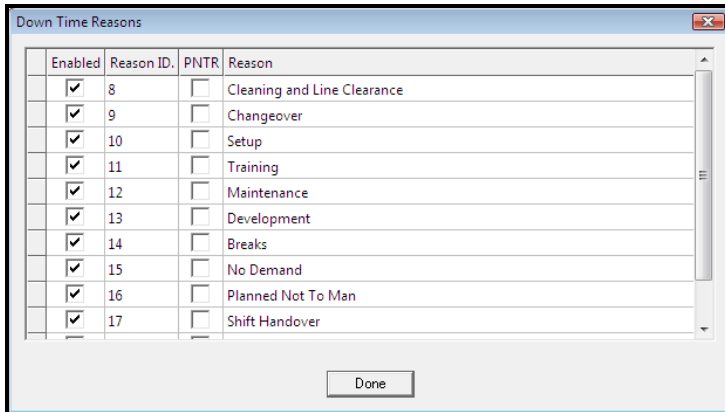 Down Time Reasons
Enabled Reason ID. PNTR Reason
8 Cleaning and Line Clearance
9 Changeover
10 Setup
11 Training
12 Maintenance
13 Development
14 Breaks
15 No Demand
16 Planned Not To Man
17 Shift Handover
Done